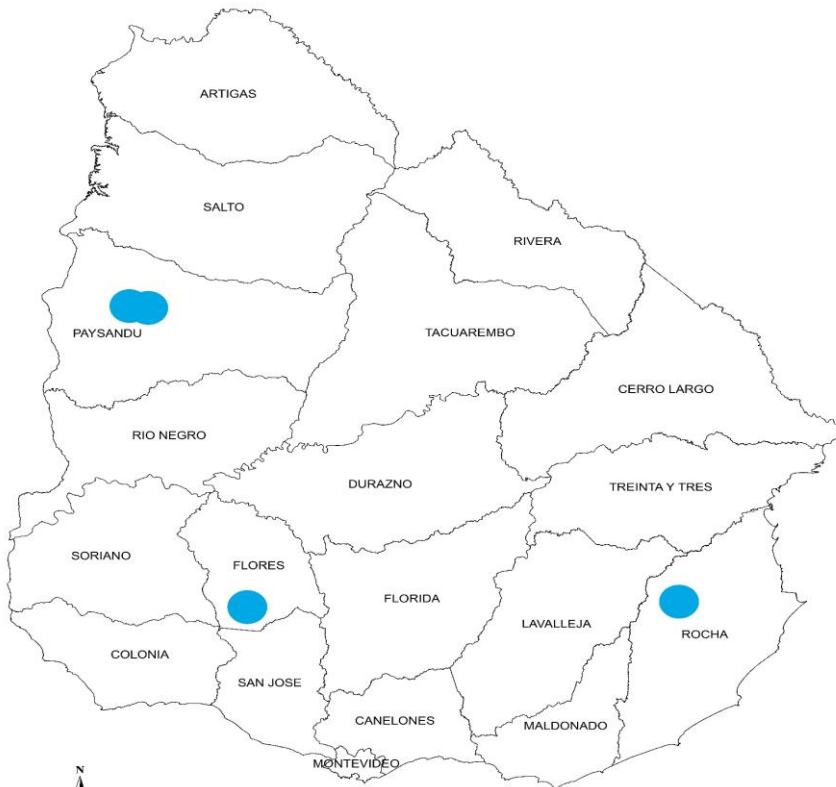 ARTIGAS
SALTO
RIVERA
PAYSANDU
TACUAREMBO
CERRO LARGO
RIO NEGRO
DURAZNO
TREINTA Y TRES
SORIANO
FLORES
FLORIDA
LAVALLEJA
ROCHA
COLONIA
SAN JOSE
CANELONES
MALDONADO
MONTEVIDEO
N